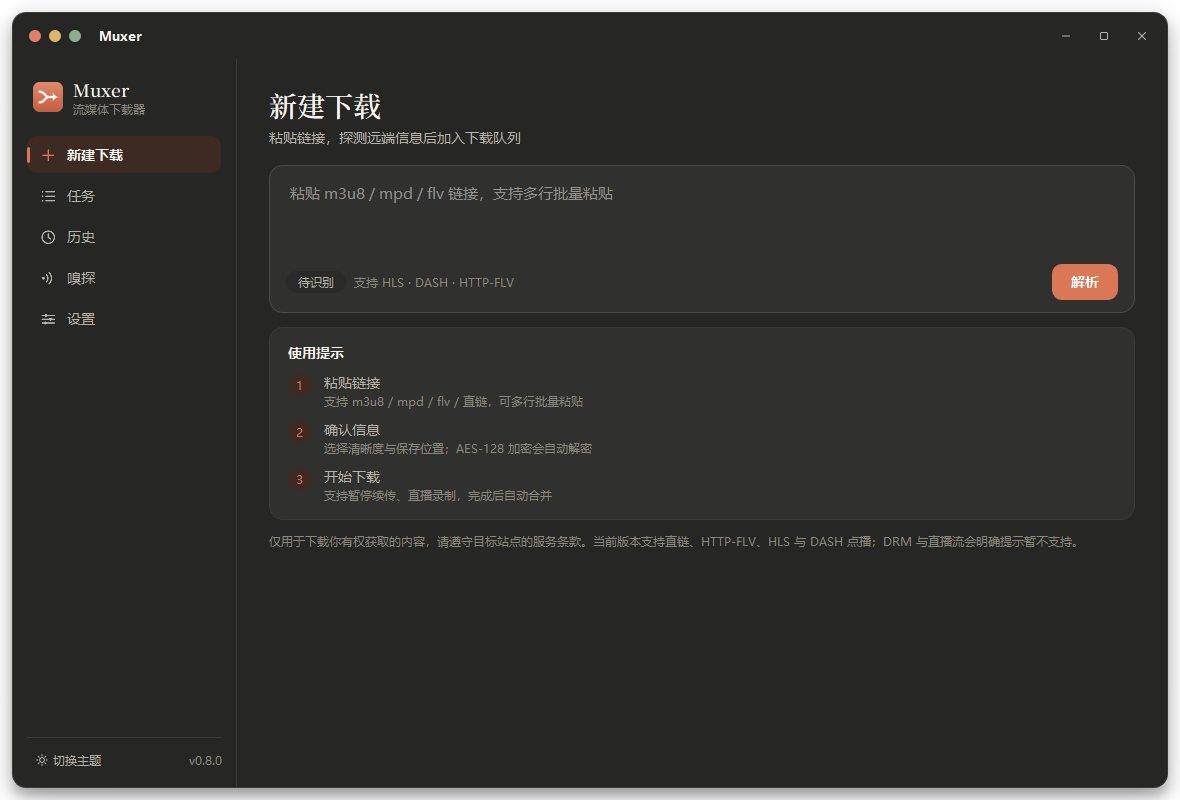 Muxer
Muxer
流媒体下载器
新建下载
任务
历史
嗅探
设置
切换主题
v0.8.0
新建下载
粘贴链接，探测远端信息后加入下载队列
粘贴 m3u8 / mpd / flv 链接，支持多行批量粘贴
待识别
支持 HLS · DASH · HTTP-FLV
解析
使用提示
1
粘贴链接
支持 m3u8 / mpd / flv / 直链，可多行批量粘贴
2
确认信息
选择清晰度与保存位置；AES-128 加密会自动解密
3
开始下载
支持暂停续传、直播录制，完成后自动合并
仅用于下载你有权获取的内容，请遵守目标站点的服务条款。当前版本支持直链、HTTP-FLV、HLS 与 DASH 点播；DRM 与直播流会明确提示暂不支持。